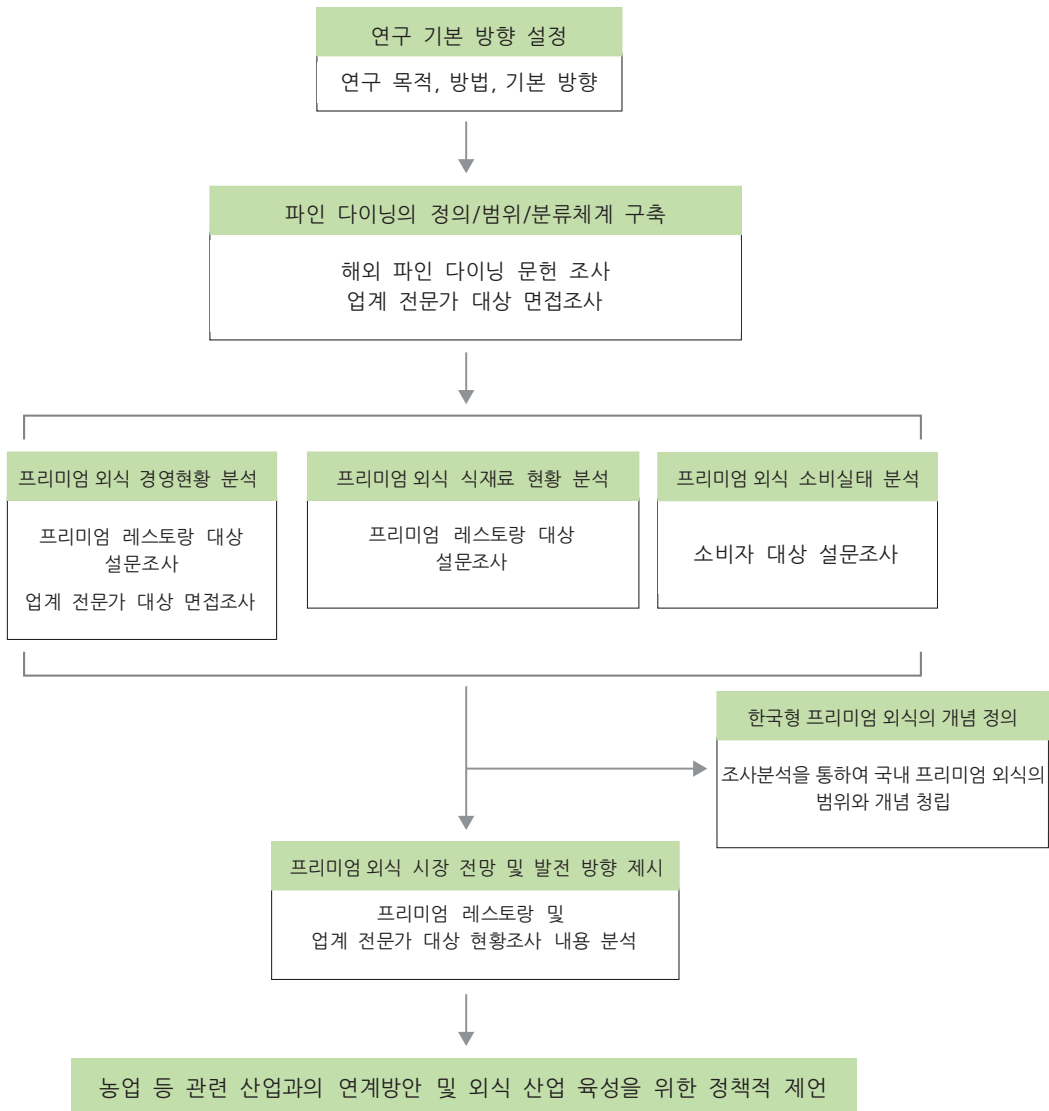 연구 기본 방향 설정
연구 목적, 방법, 기본 방향
파인 다이닝의 정의/범위/분류체계 구축
해외 파인 다이닝 문헌 조사
업계 전문가 대상 면접조사
프리미엄 외식 경영현황 분석
프리미엄 레스토랑 대상
설문조사
업계 전문가 대상 면접조사
프리미엄 외식 식재료 현황 분석
프리미엄 레스토랑 대상
설문조사
프리미엄 외식 소비실태 분석
소비자 대상 설문조사
한국형 프리미엄 외식의 개념 정의
조사분석을 통하여 국내 프리미엄 외식의
범위와 개념 청립
프리미엄 외식 시장 전망 및 발전 방향 제시
프리미엄 레스토랑 및
업계 전문가 대상 현황조사 내용 분석
농업 등 관련 산업과의 연계방안 및 외식 산업 육성을 위한 정책적 제언